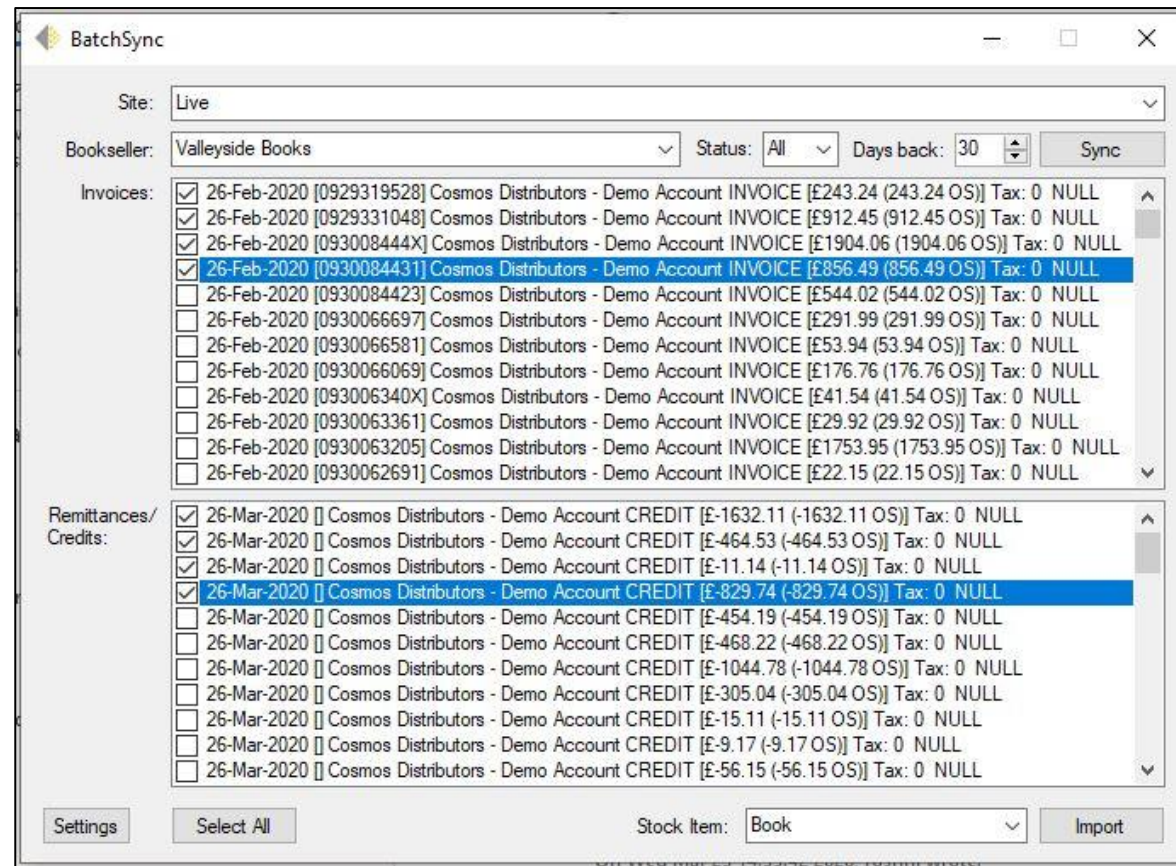 BatchSync
Site: Live
Bookseller: Valleyside Books Status: All Days back: 30 Sync
Invoices:
26-Feb-2020 [0929319528] Cosmos Distributors - Demo Account INVOICE [£243.24 (243.24 OS)] Tax: 0 NULL
26-Feb-2020 [0929331048] Cosmos Distributors - Demo Account INVOICE [£912.45 (912.45 OS)] Tax: 0 NULL
26-Feb-2020 [093008444X] Cosmos Distributors - Demo Account INVOICE [£1904.06 (1904.06 OS)] Tax: 0 NULL
26-Feb-2020 [0930084431] Cosmos Distributors - Demo Account INVOICE [£856.49 (856.49 OS)] Tax: 0 NULL
26-Feb-2020 [0930084423] Cosmos Distributors - Demo Account INVOICE [£544.02 (544.02 OS)] Tax: 0 NULL
26-Feb-2020 [0930066697] Cosmos Distributors - Demo Account INVOICE [£291.99 (291.99 OS)] Tax: 0 NULL
26-Feb-2020 [0930066581] Cosmos Distributors - Demo Account INVOICE [£53.94 (53.94 OS)] Tax: 0 NULL
26-Feb-2020 [0930066069] Cosmos Distributors - Demo Account INVOICE [£176.76 (176.76 OS)] Tax: 0 NULL
26-Feb-2020 [093006340X] Cosmos Distributors - Demo Account INVOICE [£41.54 (41.54 OS)] Tax: 0 NULL
26-Feb-2020 [0930063361] Cosmos Distributors - Demo Account INVOICE [£29.92 (29.92 OS)] Tax: 0 NULL
26-Feb-2020 [0930063205] Cosmos Distributors - Demo Account INVOICE [£1753.95 (1753.95 OS)] Tax: 0 NULL
26-Feb-2020 [0930062691] Cosmos Distributors - Demo Account INVOICE [£22.15 (22.15 OS)] Tax: 0 NULL
Remittances/
Credits:
26-Mar-2020 [] Cosmos Distributors - Demo Account CREDIT [£-1632.11 (-1632.11 OS)] Tax: 0 NULL
26-Mar-2020 [] Cosmos Distributors - Demo Account CREDIT [£-464.53 (-464.53 OS)] Tax: 0 NULL
26-Mar-2020 [] Cosmos Distributors - Demo Account CREDIT [£-11.14 (-11.14 OS)] Tax: 0 NULL
26-Mar-2020 [] Cosmos Distributors - Demo Account CREDIT [£-829.74 (-829.74 OS)] Tax: 0 NULL
26-Mar-2020 [] Cosmos Distributors - Demo Account CREDIT [£-454.19 (-454.19 OS)] Tax: 0 NULL
26-Mar-2020 [] Cosmos Distributors - Demo Account CREDIT [£-468.22 (-468.22 OS)] Tax: 0 NULL
26-Mar-2020 [] Cosmos Distributors - Demo Account CREDIT [£-1044.78 (-1044.78 OS)] Tax: 0 NULL
26-Mar-2020 [] Cosmos Distributors - Demo Account CREDIT [£-305.04 (-305.04 OS)] Tax: 0 NULL
26-Mar-2020 [] Cosmos Distributors - Demo Account CREDIT [£-15.11 (-15.11 OS)] Tax: 0 NULL
26-Mar-2020 [] Cosmos Distributors - Demo Account CREDIT [£-9.17 (-9.17 OS)] Tax: 0 NULL
26-Mar-2020 [] Cosmos Distributors - Demo Account CREDIT [£-56.15 (-56.15 OS)] Tax: 0 NULL
Settings Select All Stock Item: Book Import